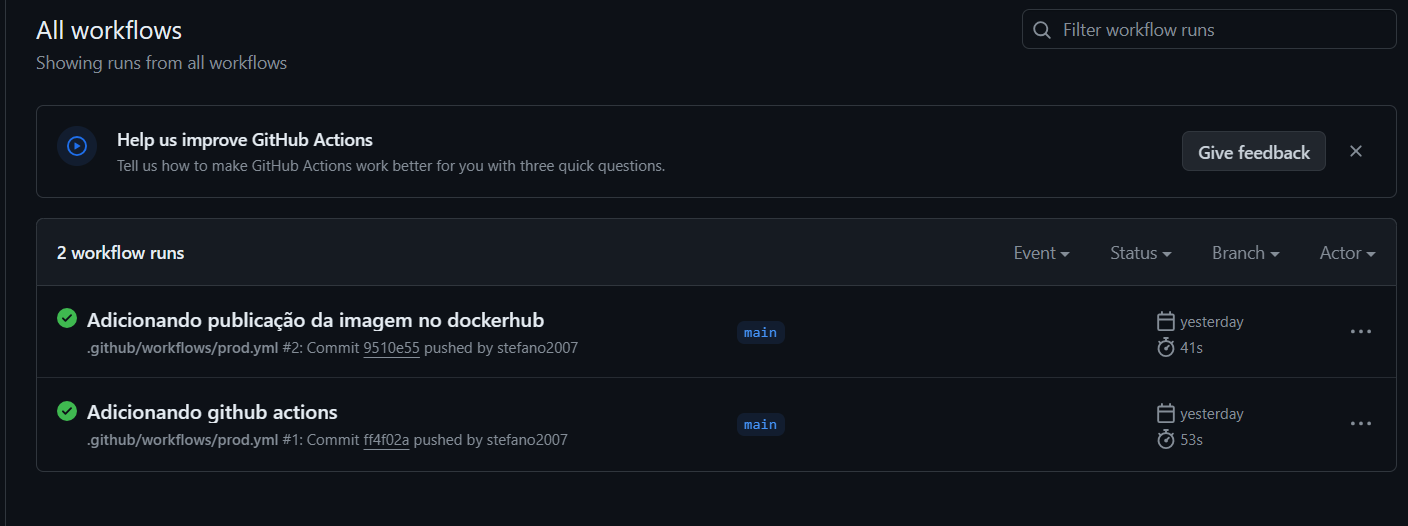 All workflows
Filter workflow runs
Showing runs from all workflows
Help us improve GitHub Actions
Tell us how to make GitHub Actions work better for you with three quick questions.
Give feedback
2 workflow runs
Event Status Branch Actor
Adicionando publicação da imagem no dockerhub
.github/workflows/prod.yml #2: Commit 9510e55 pushed by stefano2007
main
yesterday
41s
Adicionando github actions
.github/workflows/prod.yml #1: Commit ff4f02a pushed by stefano2007
main
yesterday
53s